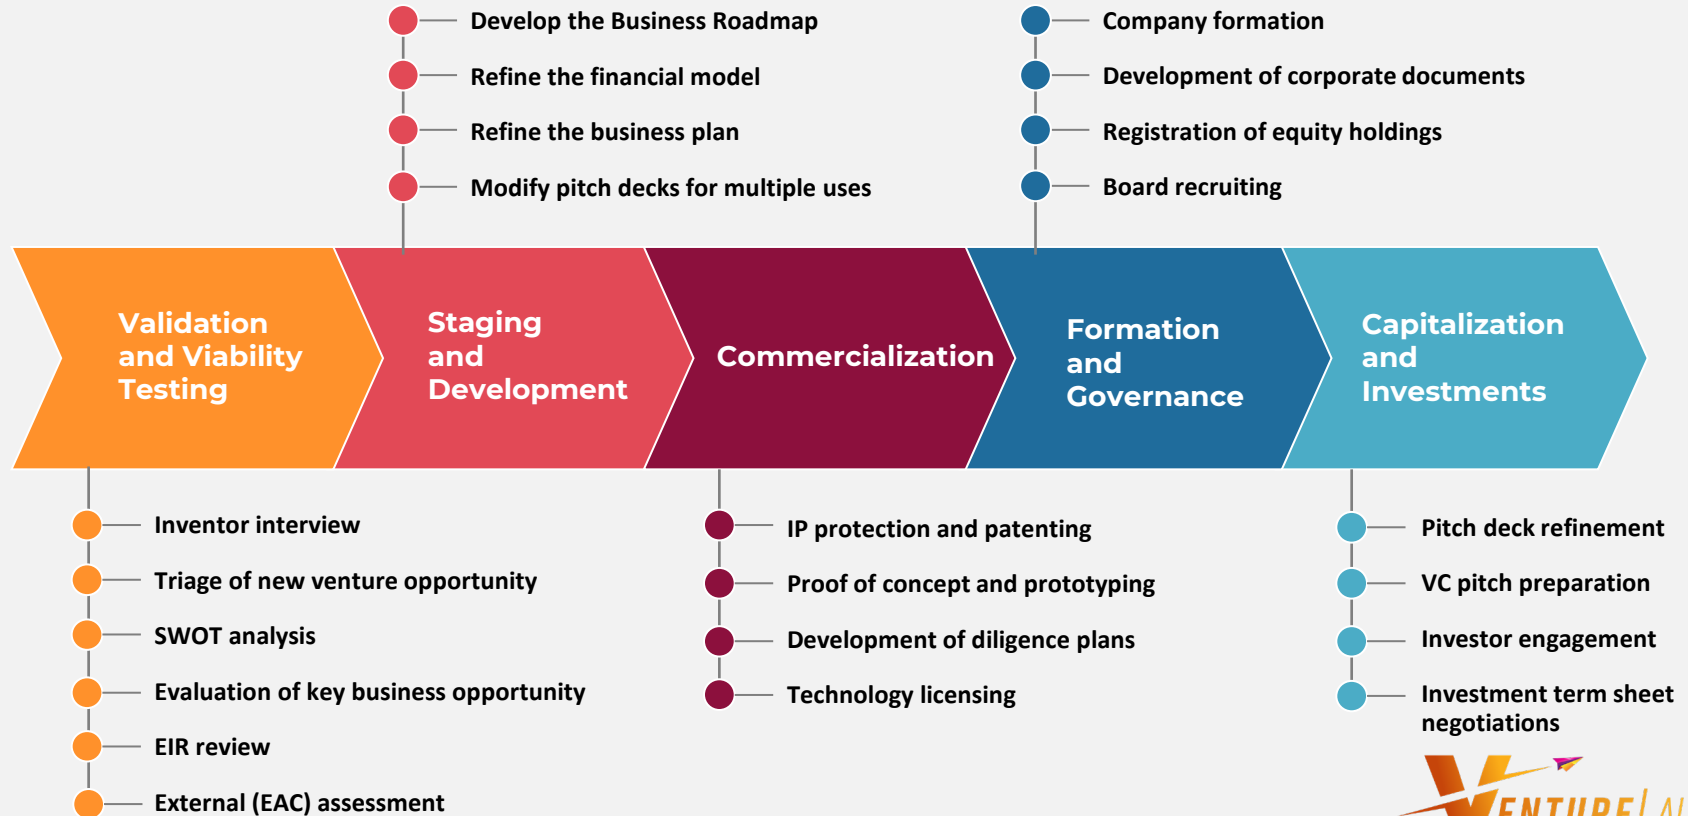 Develop the Business Roadmap
Refine the financial model
Refine the business plan
Modify pitch decks for multiple uses
Company formation
Development of corporate documents
Registration of equity holdings
Board recruiting
Validation
and Viability
Testing
Staging
and
Development
Commercialization
Formation
and
Governance
Capitalization
and
Investments
Inventor interview
Triage of new venture opportunity
SWOT analysis
Evaluation of key business opportunity
EIR review
External (EAC) assessment
IP protection and patenting
Proof of concept and prototyping
Development of diligence plans
Technology licensing
Pitch deck refinement
VC pitch preparation
Investor engagement
Investment term sheet
negotiations